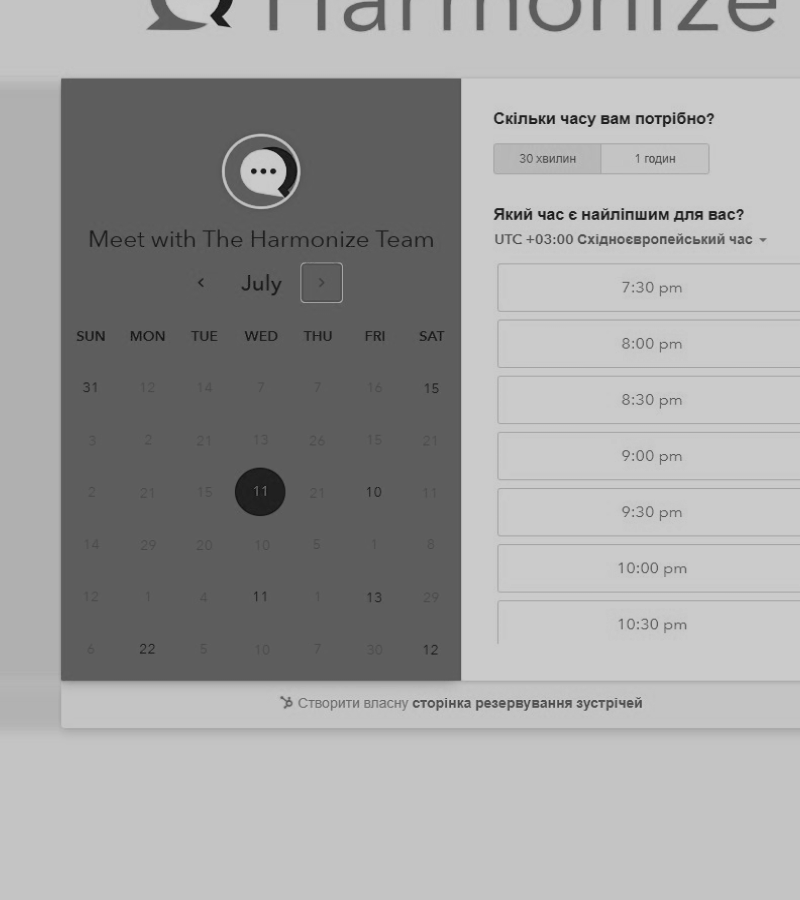 Harmonize
Meet with The Harmonize Team
July
SUN MON TUE WED THU FRI SAT
31 12 14 7 7 16 15
3 2 21 13 26 15 21
2 21 15 11 21 10 11
14 29 20 10 5 1 8
12 1 4 11 1 13 29
6 22 5 10 7 30 12
Скільки часу вам потрібно?
30 хвилин 1 годин
Який час є найліпшим для вас?
UTC +03:00 Східноєвропейський час
7:30 pm
8:00 pm
8:30 pm
9:00 pm
9:30 pm
10:00 pm
10:30 pm
Створити власну сторінка резервування зустрічей